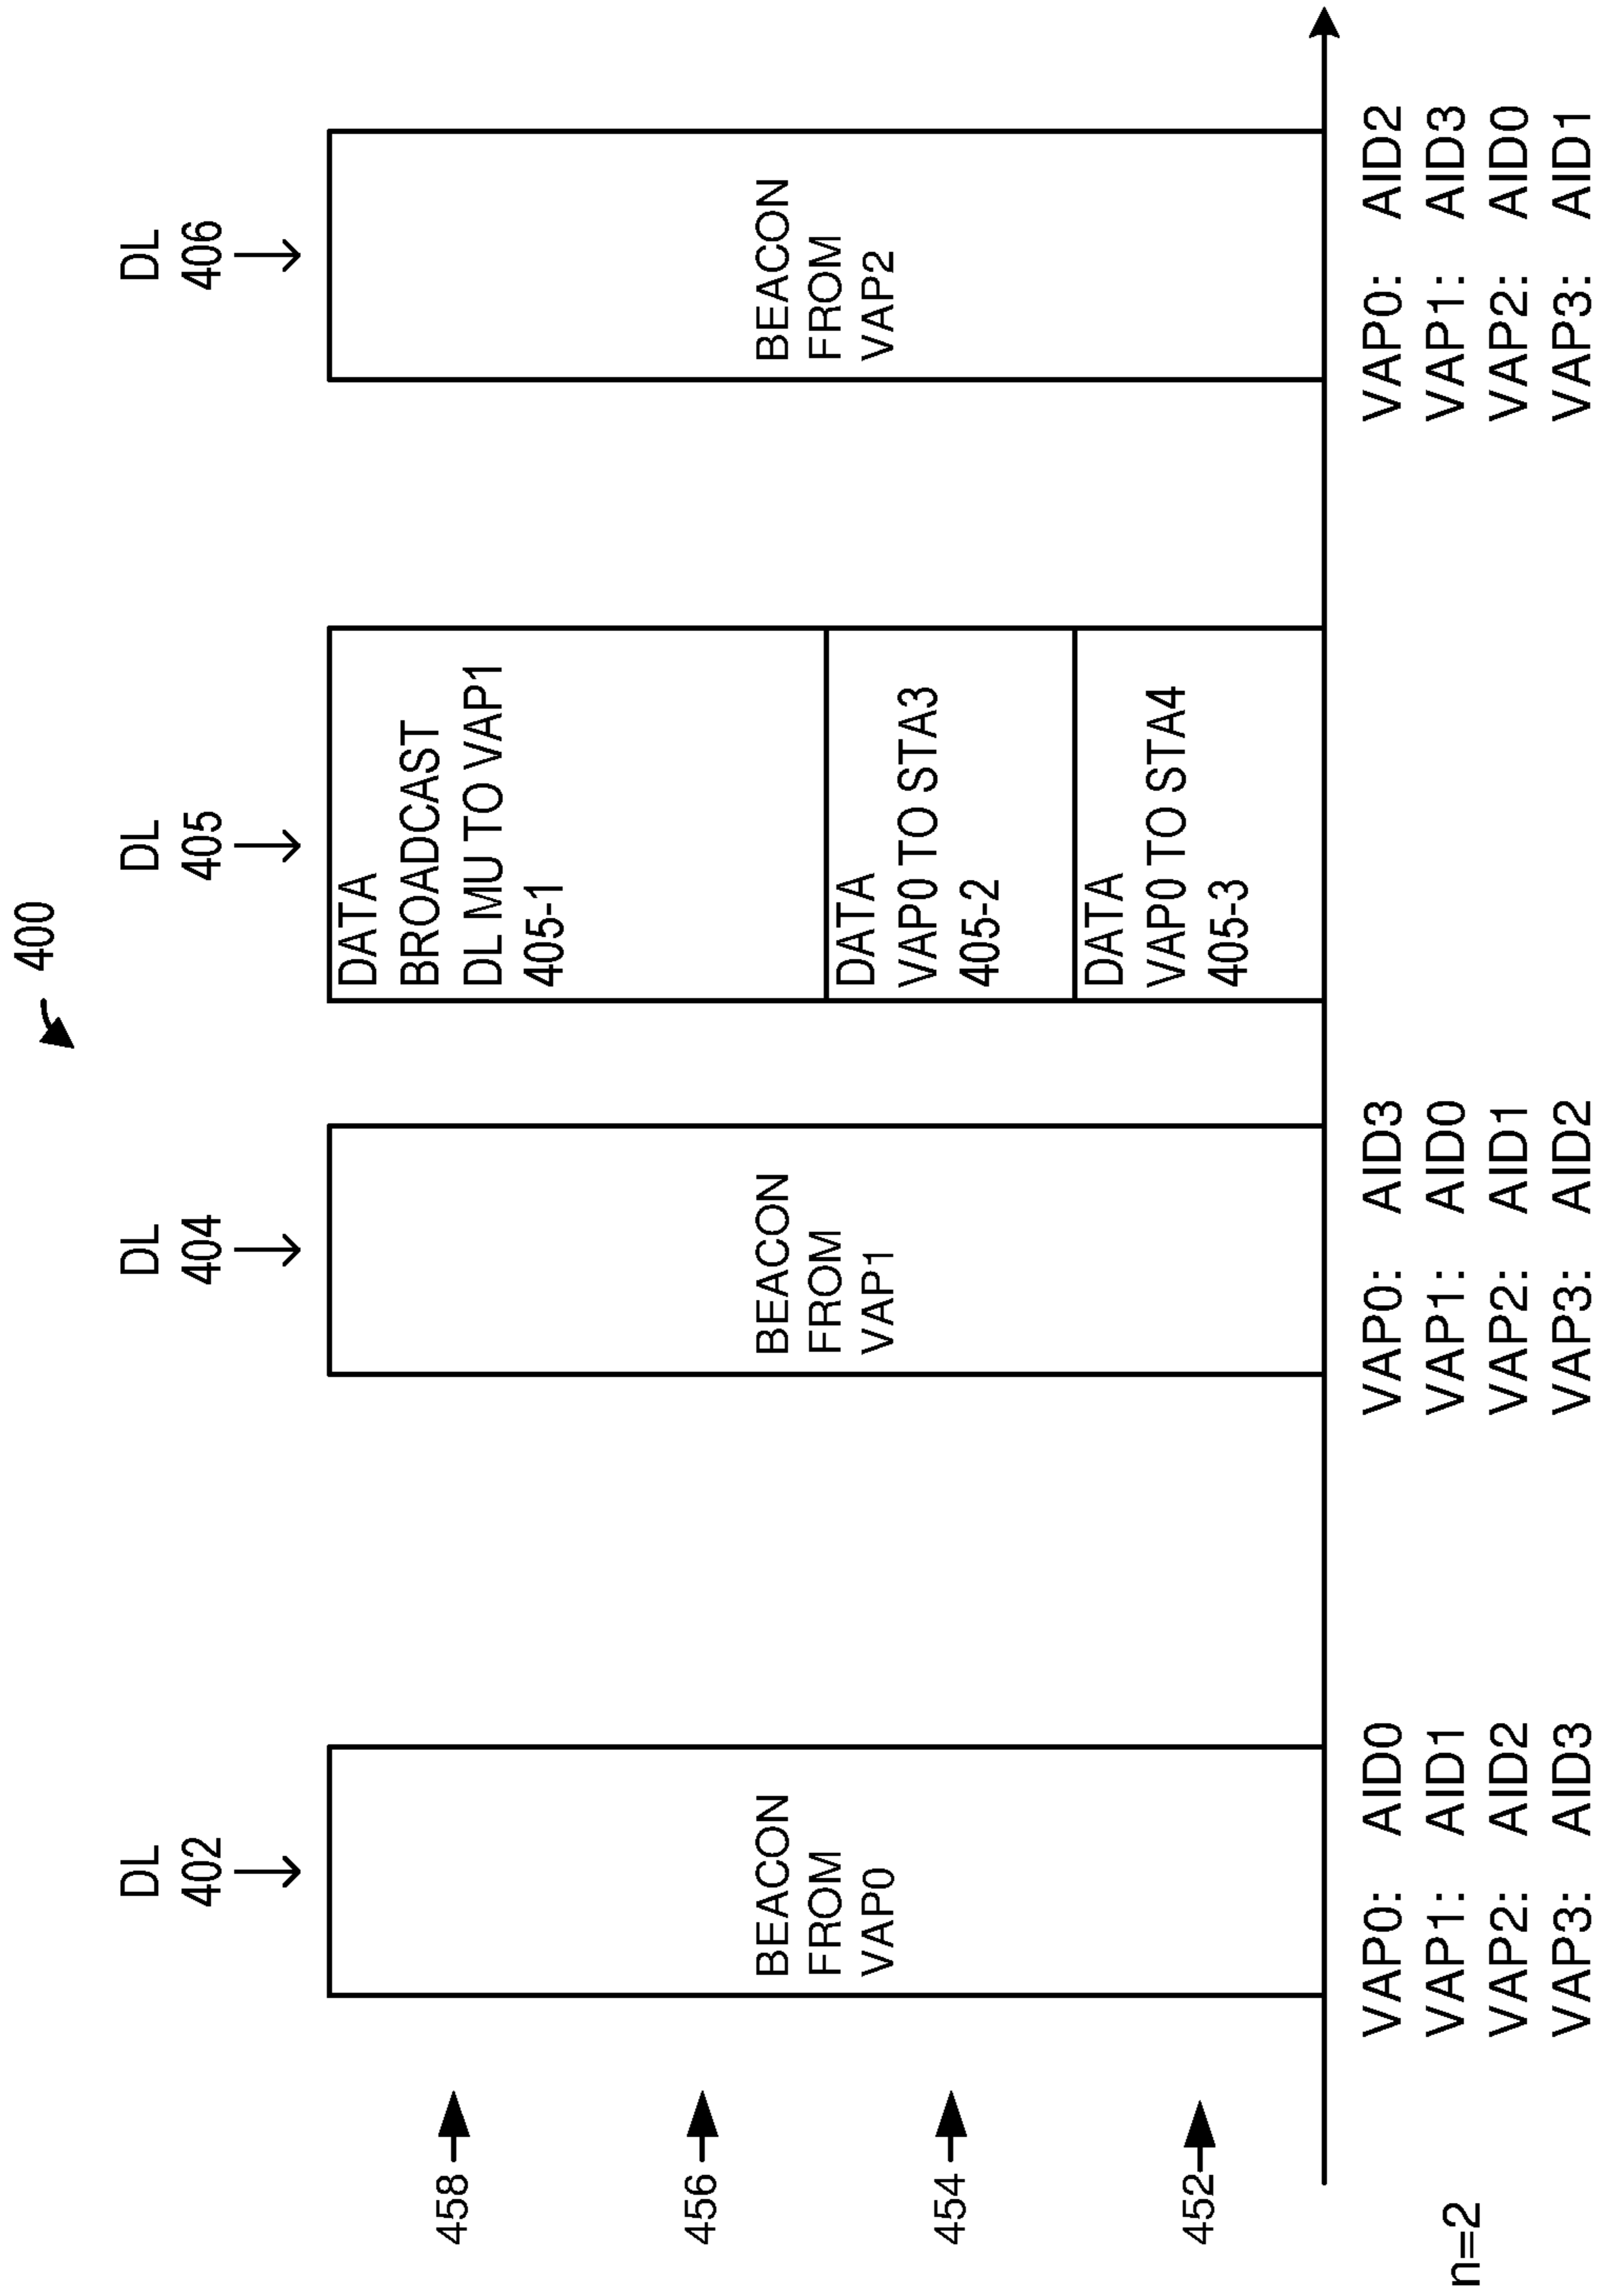 400
DL
402
DL
404
DL
405
DL
406
458
456
454
452
BEACON
FROM
VAP0
BEACON
FROM
VAP1
DATA
BROADCAST
DL MU TO VAP1
405-1
DATA
VAP0 TO STA3
405-2
DATA
VAP0 TO STA4
405-3
BEACON
FROM
VAP2
n=2
VAP0: AID0
VAP1: AID1
VAP2: AID2
VAP3: AID3
VAP0: AID3
VAP1: AID0
VAP2: AID1
VAP3: AID2
VAP0: AID2
VAP1: AID3
VAP2: AID0
VAP3: AID1